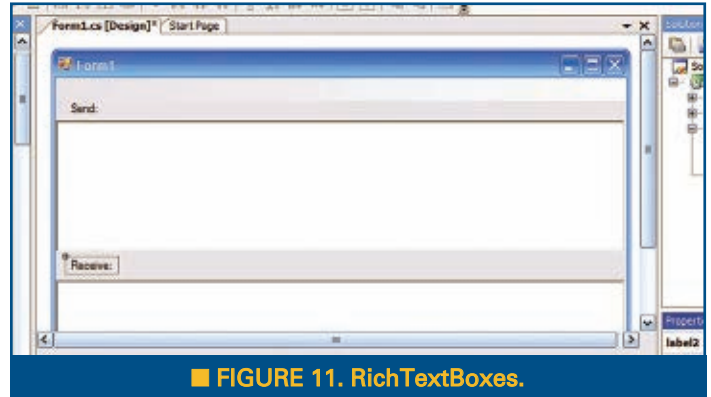 Form1.cs [Design]* Start Page
Form1
Send:
Receive:
label2
■ FIGURE 11. RichTextBoxes.